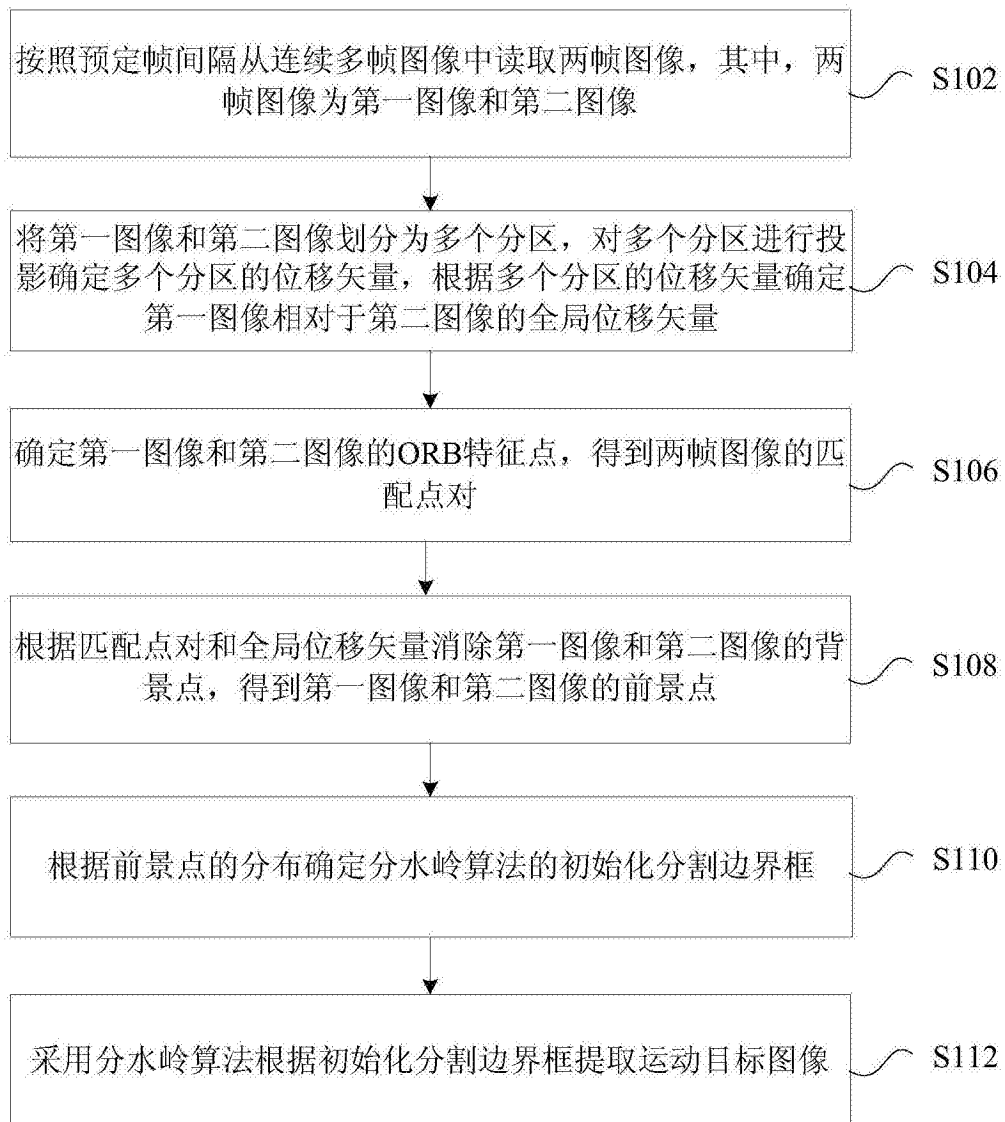 按照预定帧间隔从连续多帧图像中读取两帧图像，其中，两
帧图像为第一图像和第二图像
S102
将第一图像和第二图像划分为多个分区，对多个分区进行投
影确定多个分区的位移矢量，根据多个分区的位移矢量确定
第一图像相对于第二图像的全局位移矢量
S104
确定第一图像和第二图像的ORB特征点，得到两帧图像的匹
配点对
S106
根据匹配点对和全局位移矢量消除第一图像和第二图像的背
景点，得到第一图像和第二图像的前景点
S108
根据前景点的分布确定分水岭算法的初始化分割边界框
S110
采用分水岭算法根据初始化分割边界框提取运动目标图像
S112